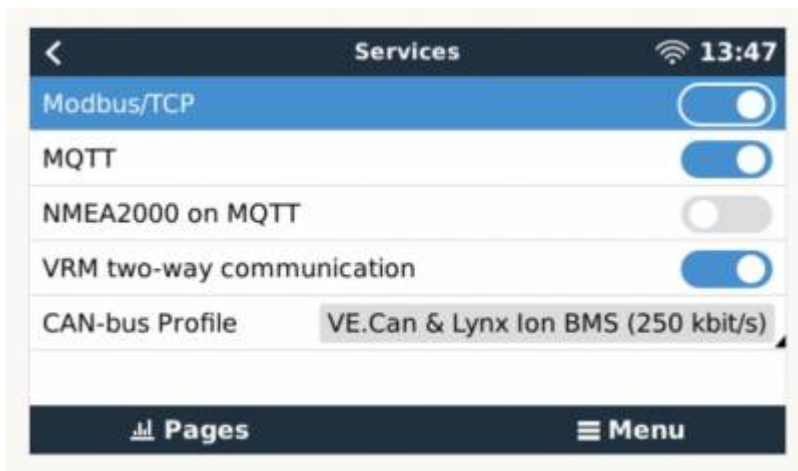 Services 13:47
Modbus/TCP
MQTT
NMEA2000 on MQTT
VRM two-way communication
CAN-bus Profile VE.Can & Lynx Ion BMS (250 kbit/s)
Pages Menu